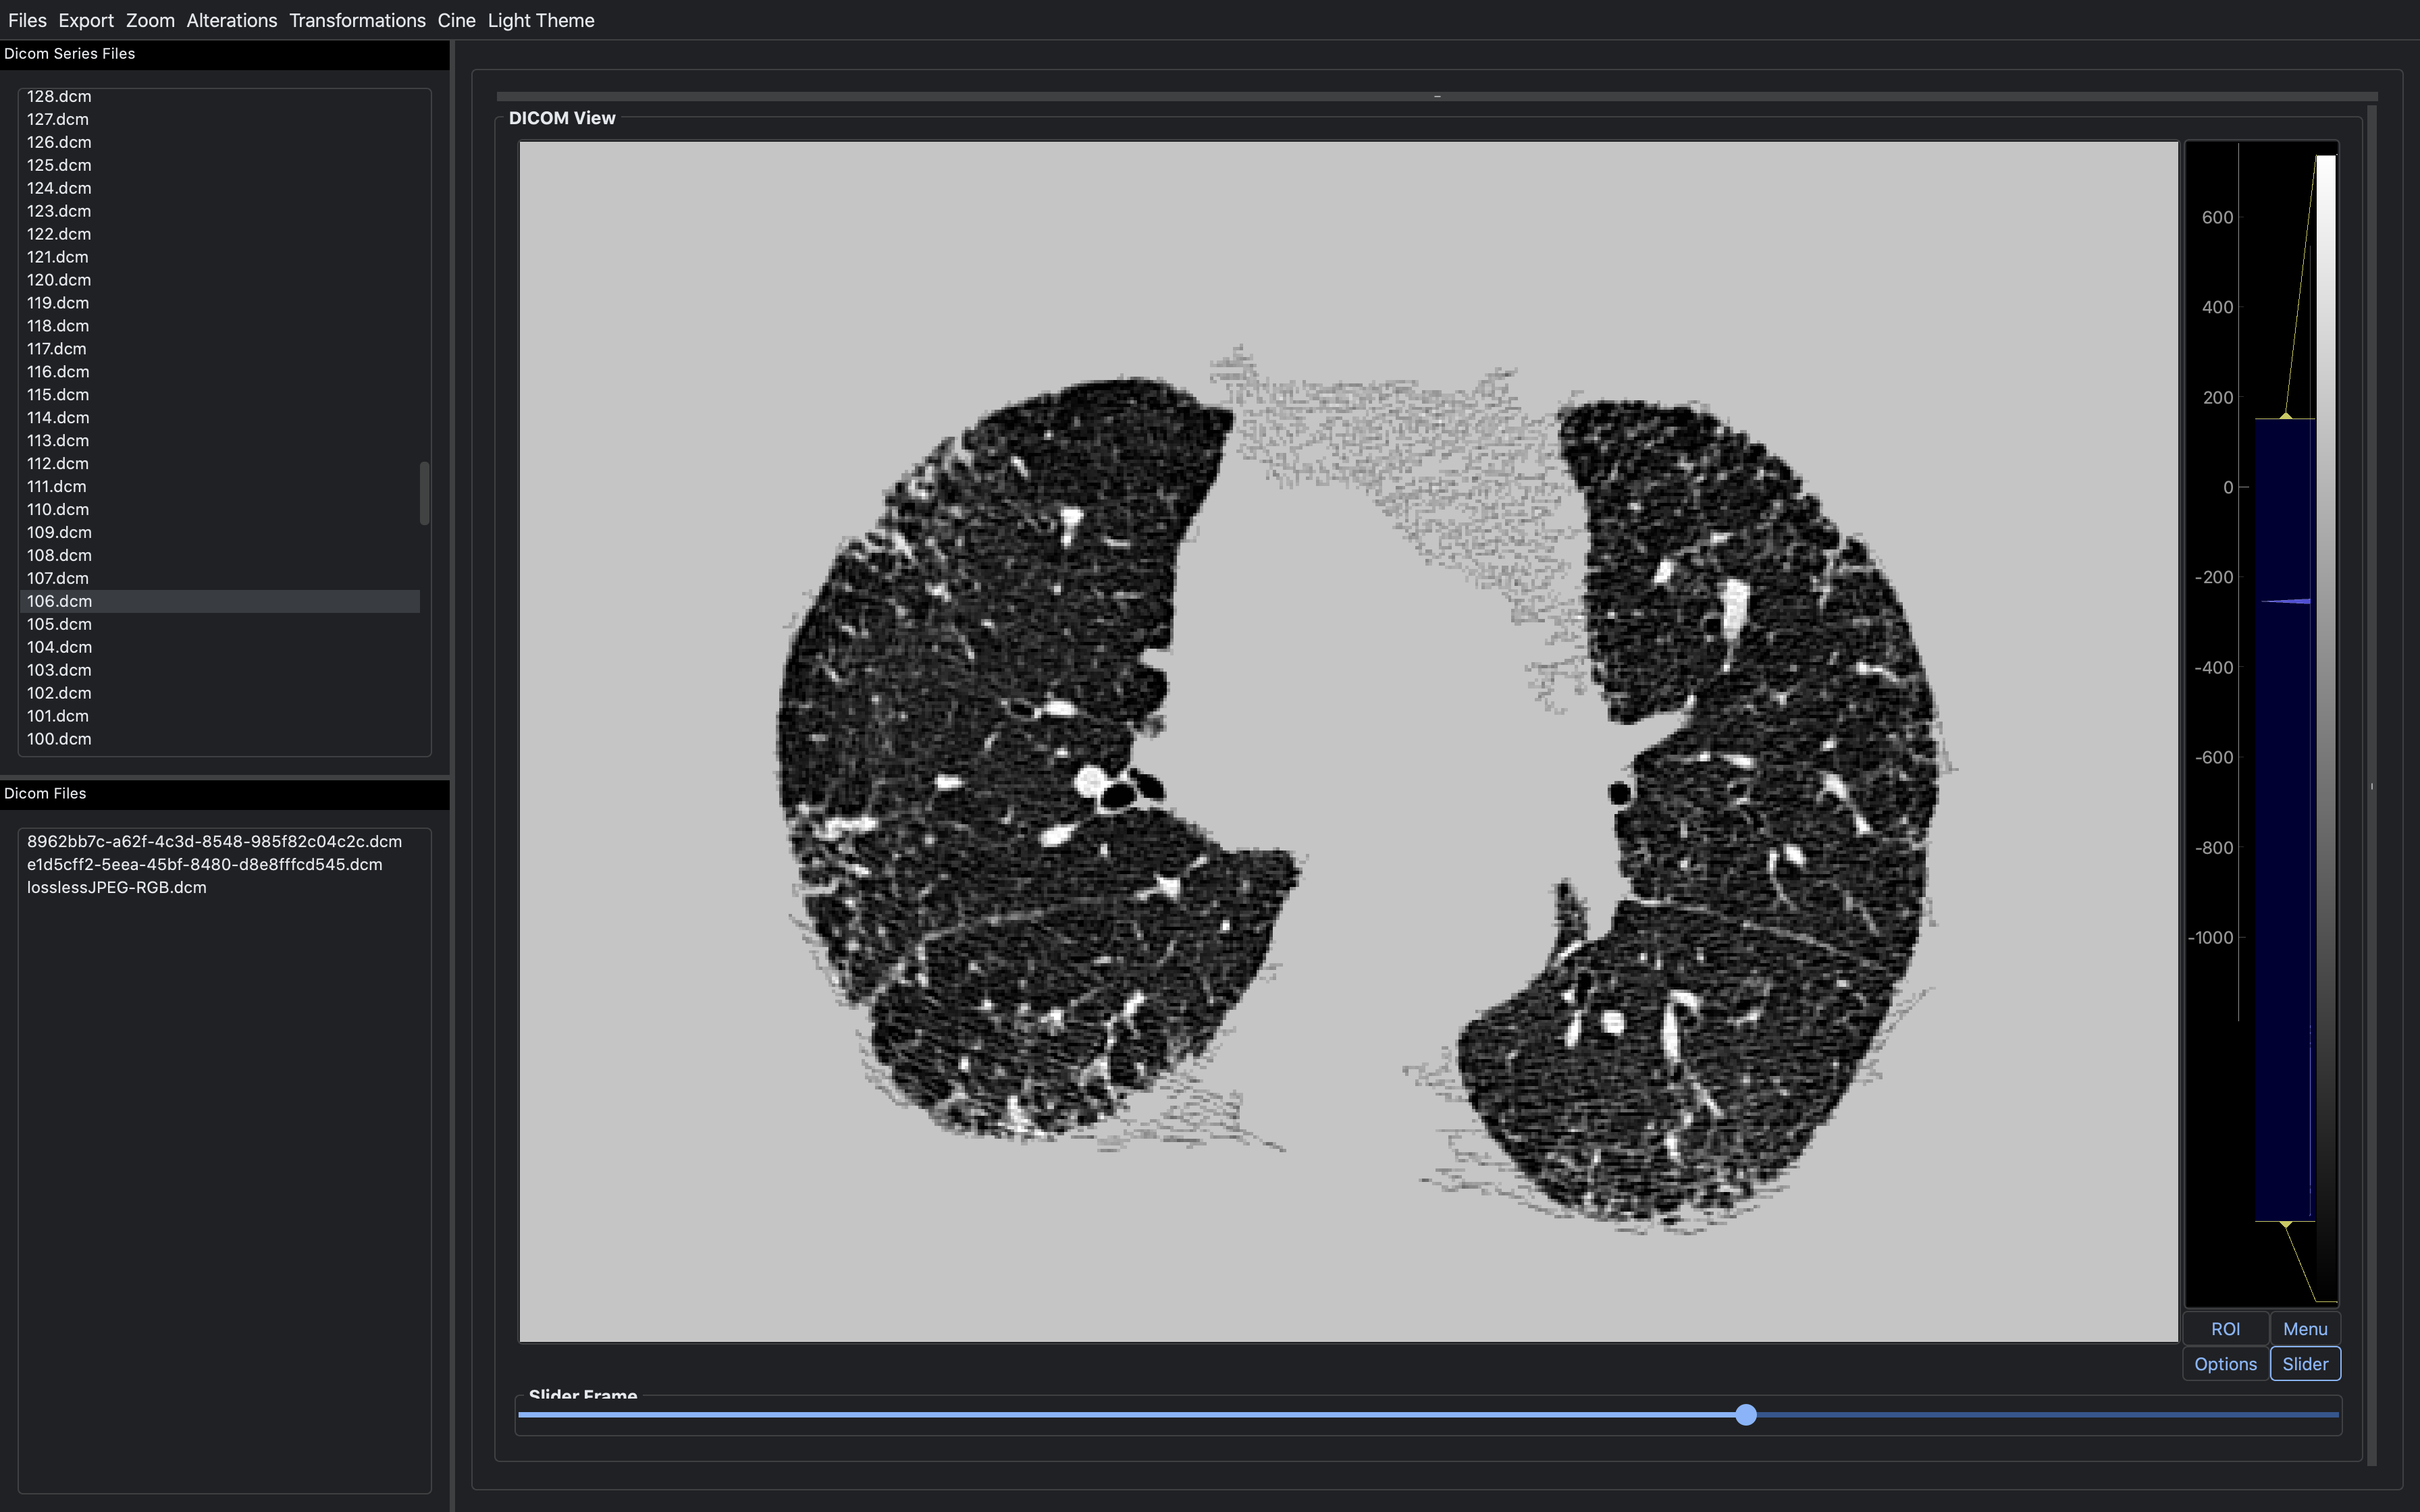 Files Export Zoom Alterations Transformations Cine Light Theme
Dicom Series Files
128.dcm
127.dcm
126.dcm
125.dcm
124.dcm
123.dcm
122.dcm
121.dcm
120.dcm
119.dcm
118.dcm
117.dcm
116.dcm
115.dcm
114.dcm
113.dcm
112.dcm
111.dcm
110.dcm
109.dcm
108.dcm
107.dcm
106.dcm
105.dcm
104.dcm
103.dcm
102.dcm
101.dcm
100.dcm
Dicom Files
8962bb7c-a62f-4c3d-8548-985f82c04c2c.dcm
e1d5cff2-5eea-45bf-8480-d8e8fffcd545.dcm
losslessJPEG-RGB.dcm
DICOM View
600
400
200
0
-200
-400
-600
-800
-1000
ROI Menu
Options Slider
Slider Frame